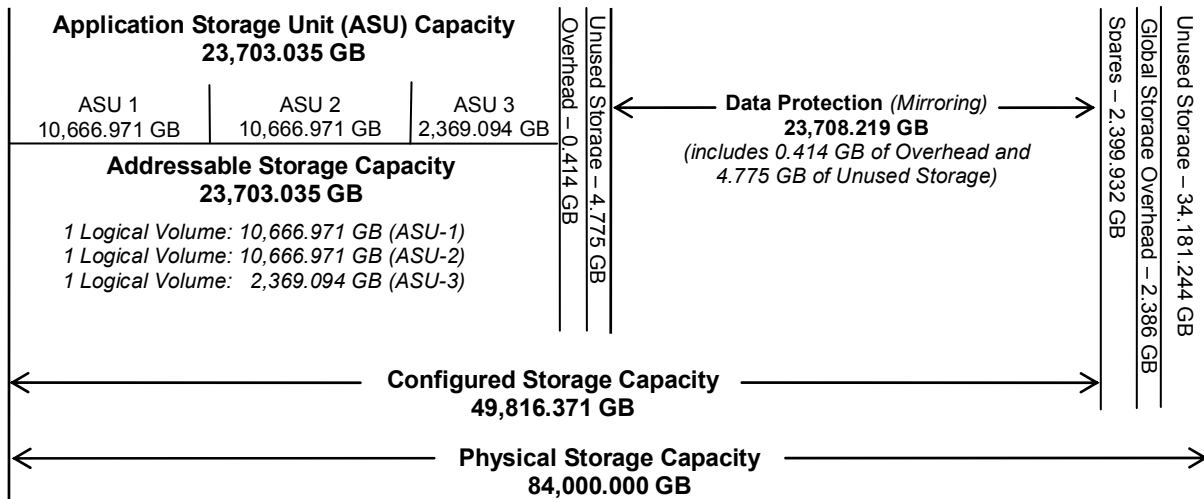 Application Storage Unit (ASU) Capacity
23,703.035 GB
ASU 1
10,666.971 GB
ASU 2
10,666.971 GB
ASU 3
2,369.094 GB
Addressable Storage Capacity
23,703.035 GB
1 Logical Volume: 10,666.971 GB (ASU-1)
1 Logical Volume: 10,666.971 GB (ASU-2)
1 Logical Volume: 2,369.094 GB (ASU-3)
Overhead – 0.414 GB
Unused Storage – 4.775 GB
Data Protection (Mirroring)
23,708.219 GB
(includes 0.414 GB of Overhead and
4.775 GB of Unused Storage)
Spares – 2.399.932 GB
Global Storage Overhead – 2.386 GB
Unused Storage – 34.181.244 GB
Configured Storage Capacity
49,816.371 GB
Physical Storage Capacity
84,000.000 GB